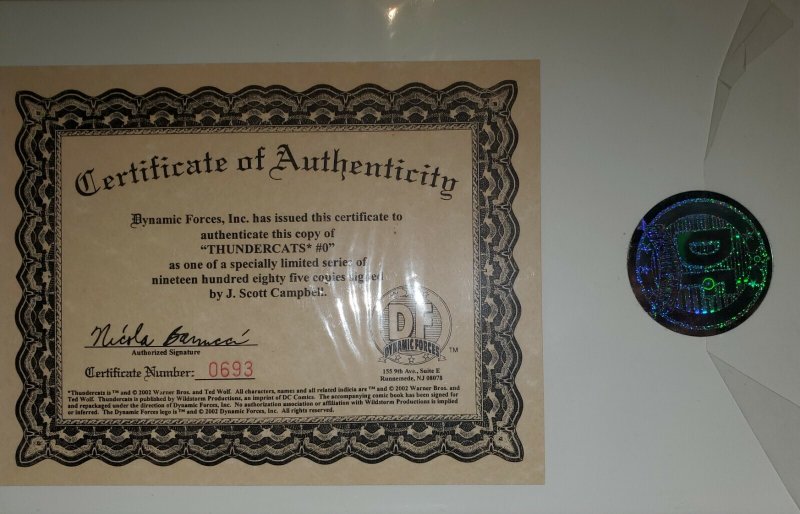 Certificate of Authenticity
Dynamic Forces, Inc. has issued this certificate to
authenticate this copy of
“THUNDERCATS* #0”
as one of a specially limited series of
nineteen hundred eighty five copies signed
by J. Scott Campbell.
Nicola Barrucci
Authorized Signature
Certificate Number: 0693
DF
DYNAMIC FORCES
TM
155 9th Ave., Suite E
Runnemede, NJ 08078
*Thundercats is ™ and © 2002 Warner Bros. and Ted Wolf. All characters, names and all related indicia are ™ and © 2002 Warner Bros. and
Ted Wolf. Thundercats is published by Wildstorm Productions, an imprint of DC Comics. The accompanying comic book has been signed for
and repackaged under the direction of Dynamic Forces, Inc. No authorization association or affiliation with Wildstorm Productions is implied
or inferred. The Dynamic Forces logo is ™ and © 2002 Dynamic Forces, Inc. All rights reserved.
DF